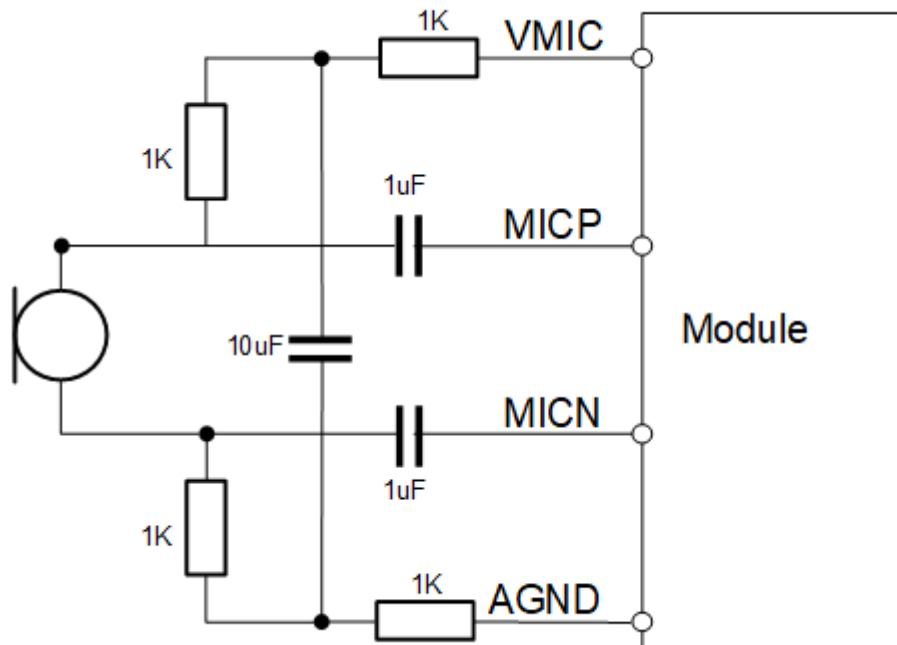 1K
VMIC
1K
1uF
MICP
Module
10uF
MICN
1uF
1K
1K
AGND